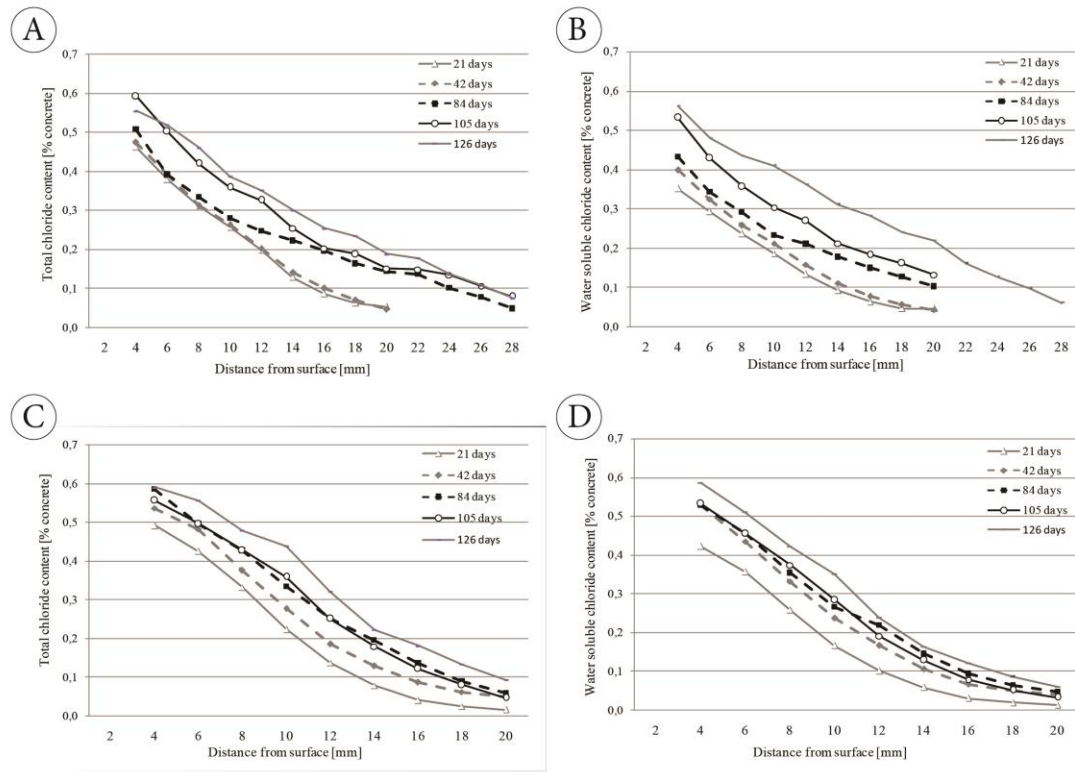 A
Total chloride content [% concrete]
0,7
0,6
0,5
0,4
0,3
0,2
0,1
0,0
2 4 6 8 10 12 14 16 18 20 22 24 26 28
Distance from surface [mm]
21 days
42 days
84 days
105 days
126 days
B
Water soluble chloride content [% concrete]
0,7
0,6
0,5
0,4
0,3
0,2
0,1
0,0
2 4 6 8 10 12 14 16 18 20 22 24 26 28
Distance from surface [mm]
21 days
42 days
84 days
105 days
126 days
C
Total chloride content [% concrete]
0,7
0,6
0,5
0,4
0,3
0,2
0,1
0,0
2 4 6 8 10 12 14 16 18 20
Distance from surface [mm]
21 days
42 days
84 days
105 days
126 days
D
Water soluble chloride content [% concrete]
0,7
0,6
0,5
0,4
0,3
0,2
0,1
0,0
2 4 6 8 10 12 14 16 18 20
Distance from surface [mm]
21 days
42 days
84 days
105 days
126 days